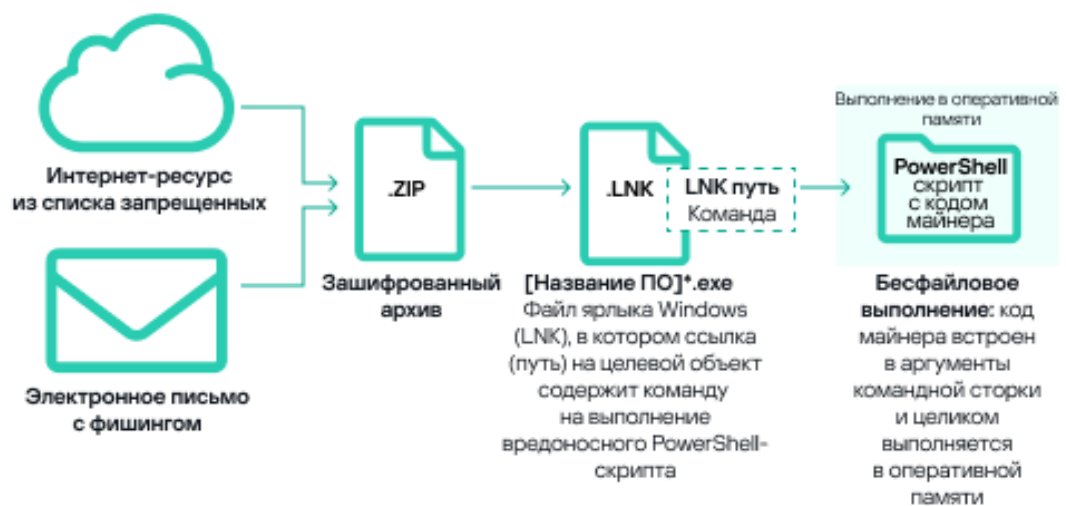 Интернет-ресурс
из списка запрещенных
Электронное письмо
с фишингом
.ZIP
Зашифрованный
архив
.LNK
LNK путь
Команда
[Название ПО]*.exe
Файл ярлыка Windows
(LNK), в котором ссылка
(путь) на целевой объект
содержит команду
на выполнение
вредоносного PowerShell-
скрипта
Выполнение в оперативной
памяти
PowerShell
скрипт
с кодом
майнера
Бесфайловое
выполнение: код
майнера встроен
в аргументы
командной сторки
и целиком
выполняется
в оперативной
памяти